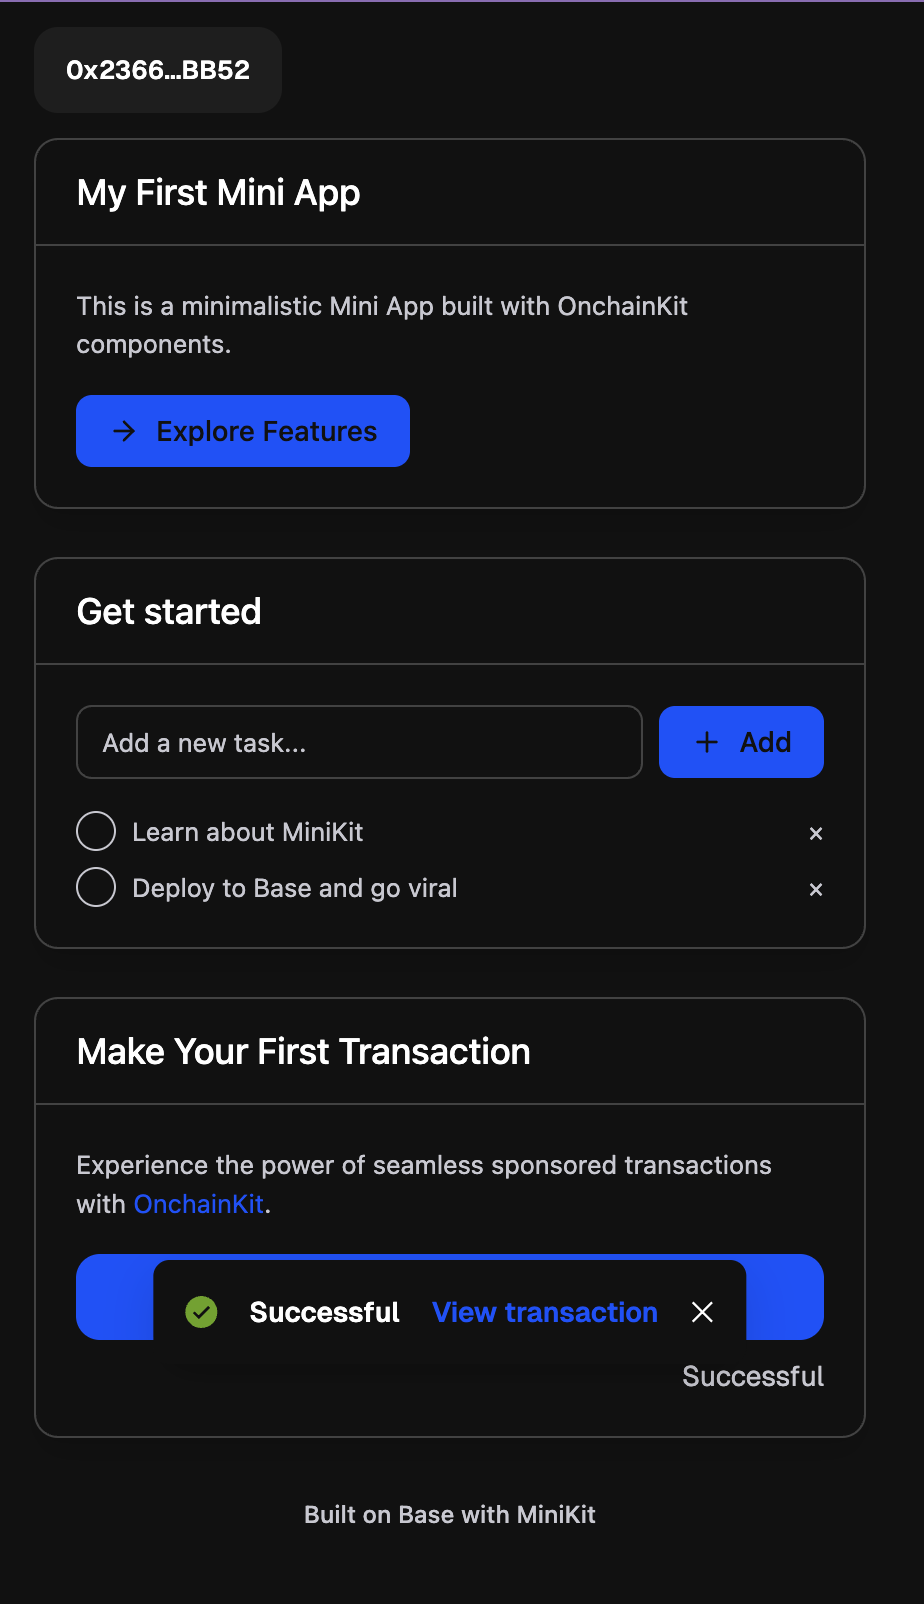 0x2366...BB52
My First Mini App
This is a minimalistic Mini App built with OnchainKit
components.
Explore Features
Get started
Add a new task...
Add
Learn about MiniKit
Deploy to Base and go viral
Make Your First Transaction
Experience the power of seamless sponsored transactions
with OnchainKit.
Successful View transaction
Successful
Built on Base with MiniKit